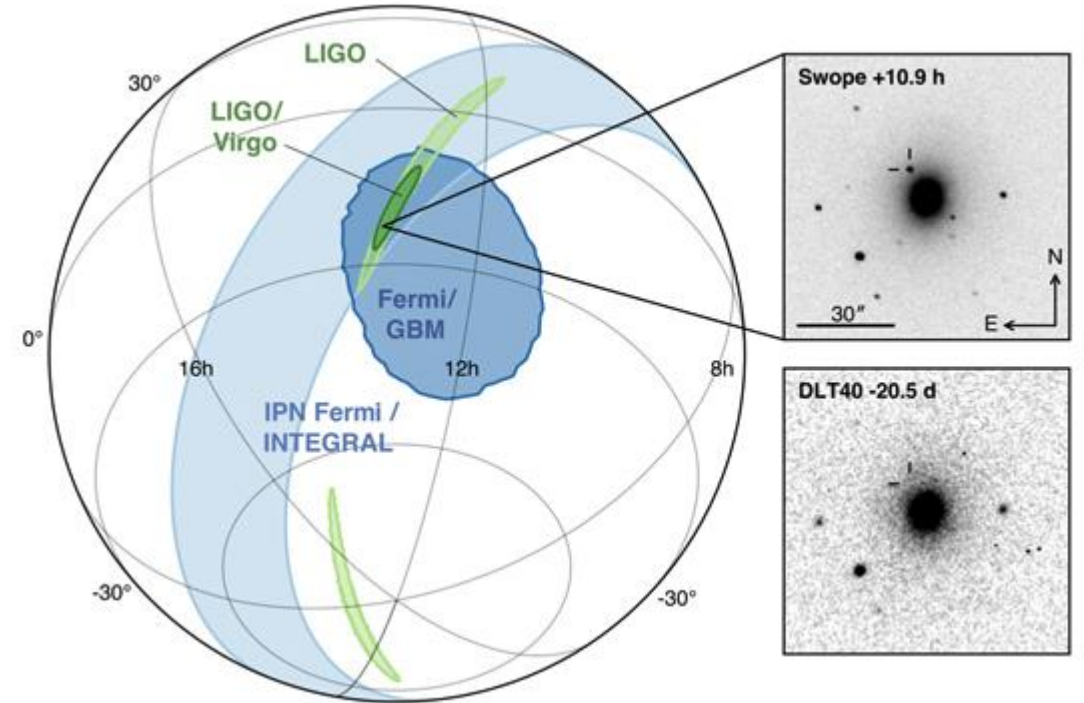 LIGO
30°
LIGO/
Virgo
Fermi/
GBM
0°
16h
12h
8h
IPN Fermi /
INTEGRAL
-30°
-30°
Swope +10.9 h
N
30"
E
DLT40 -20.5 d